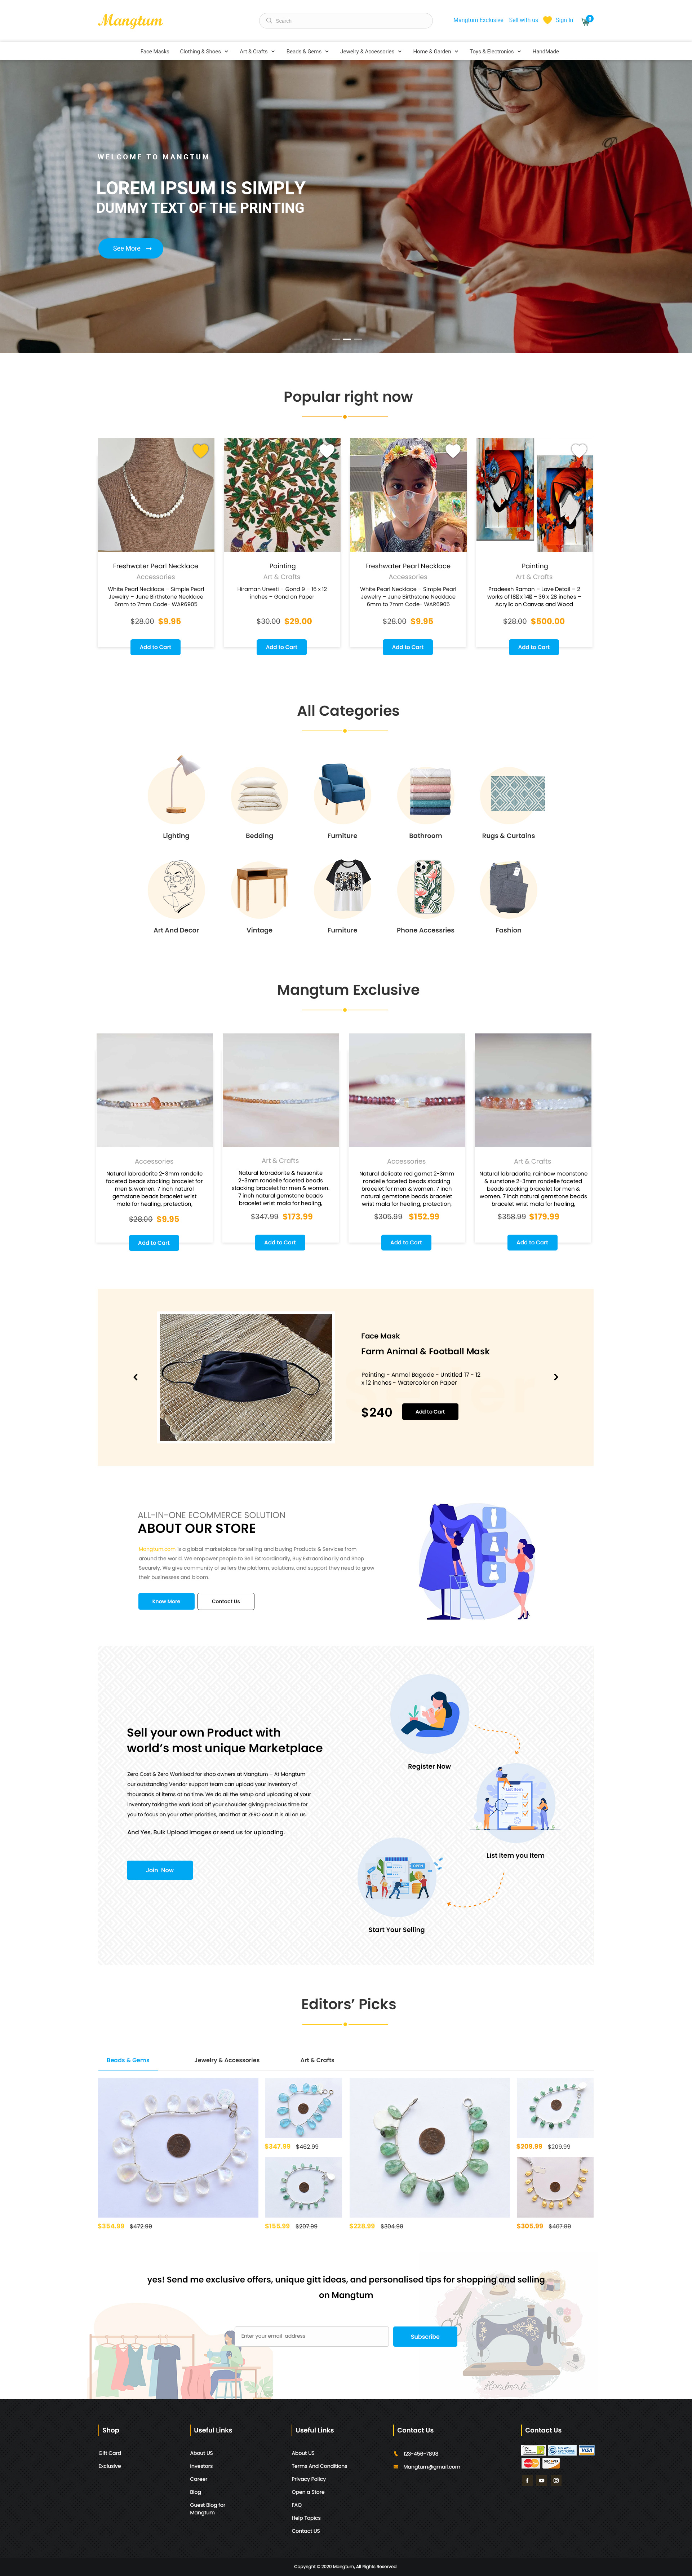 Mangtum
Search
Mangtum Exclusive
Sell with us
Sign In
0
Face Masks
Clothing & Shoes
Art & Crafts
Beads & Gems
Jewelry & Accessories
Home & Garden
Toys & Electronics
HandMade
WELCOME TO MANGTUM
LOREM IPSUM IS SIMPLY
DUMMY TEXT OF THE PRINTING
See More
Popular right now
Freshwater Pearl Necklace
Accessories
White Pearl Necklace – Simple Pearl
Jewelry – June Birthstone Necklace
6mm to 7mm Code- WAR6905
$28.00 $9.95
Add to Cart
Painting
Art & Crafts
Hiraman Urweti – Gond 9 – 16 x 12
Inches – Gond on Paper
$30.00 $29.00
Add to Cart
Freshwater Pearl Necklace
Accessories
White Pearl Necklace – Simple Pearl
Jewelry – June Birthstone Necklace
6mm to 7mm Code- WAR6905
$28.00 $9.95
Add to Cart
Painting
Art & Crafts
Pradeesh Raman – Love Detail – 2
works of 18B x 14B – 36 x 28 inches –
Acrylic on Canvas and Wood
$28.00 $500.00
Add to Cart
All Categories
Lighting
Bedding
Furniture
Bathroom
Rugs & Curtains
Art And Decor
Vintage
Furniture
Phone Accessries
Fashion
Mangtum Exclusive
Accessories
Natural labradorite 2–3mm rondelle
faceted beads stacking bracelet for
men & women. 7 inch natural
gemstone beads bracelet wrist
mala for healing, protection,
$28.00 $9.95
Add to Cart
Art & Crafts
Natural labradorite & hessonite
2–3mm rondelle faceted beads
stacking bracelet for men & women.
7 inch natural gemstone beads
bracelet wrist mala for healing,
$347.99 $173.99
Add to Cart
Accessories
Natural delicate red garnet 2–3mm
rondelle faceted beads stacking
bracelet for men & women. 7 inch
natural gemstone beads bracelet
wrist mala for healing, protection,
$305.99 $152.99
Add to Cart
Art & Crafts
Natural labradorite, rainbow moonstone
& sunstone 2–3mm rondelle faceted
beads stacking bracelet for men &
women. 7 inch natural gemstone beads
bracelet wrist mala for healing,
$358.99 $179.99
Add to Cart
Face Mask
Farm Animal & Football Mask
Painting - Anmol Bagade - Untitled 17 - 12
x 12 inches - Watercolor on Paper
$240
Add to Cart
ALL-IN-ONE ECOMMERCE SOLUTION
ABOUT OUR STORE
Mangtum.com is a global marketplace for selling and buying Products & Services from
around the world. We empower people to Sell Extraordinarily, Buy Extraordinarily and Shop
Securely. We give community of sellers the platform, solutions, and support they need to grow
their businesses and bloom.
Know More
Contact Us
Sell your own Product with
world's most unique Marketplace
Zero Cost & Zero Workload for shop owners at Mangtum – At Mangtum
our outstanding Vendor support team can upload your inventory of
thousands of items at no time. We do all the setup and uploading of your
inventory taking the work load off your shoulder giving precious time for
you to focus on your other priorities, and that at ZERO cost. It is all on us.
And Yes, Bulk Upload images or send us for uploading.
Join Now
Register Now
List Item you Item
Start Your Selling
Editors' Picks
Beads & Gems
Jewelry & Accessories
Art & Crafts
$347.99 $462.99
$209.99 $209.99
$354.99 $472.99
$155.99 $207.99
$228.99 $304.99
$305.99 $407.99
yes! Send me exclusive offers, unique gitt ideas, and personalised tips for shopping and selling
on Mangtum
Enter your email address
Subscribe
Handmade
Shop
Gift Card
Exclusive
Useful Links
About US
Investors
Career
Blog
Guest Blog for
Mangtum
Useful Links
About US
Terms And Conditions
Privacy Policy
Open a Store
FAQ
Help Topics
Contact US
Contact Us
123-456-7898
Mangtum@gmail.com
Contact Us
VISA
Copyright © 2020 Mangtum, All Rights Reserved.